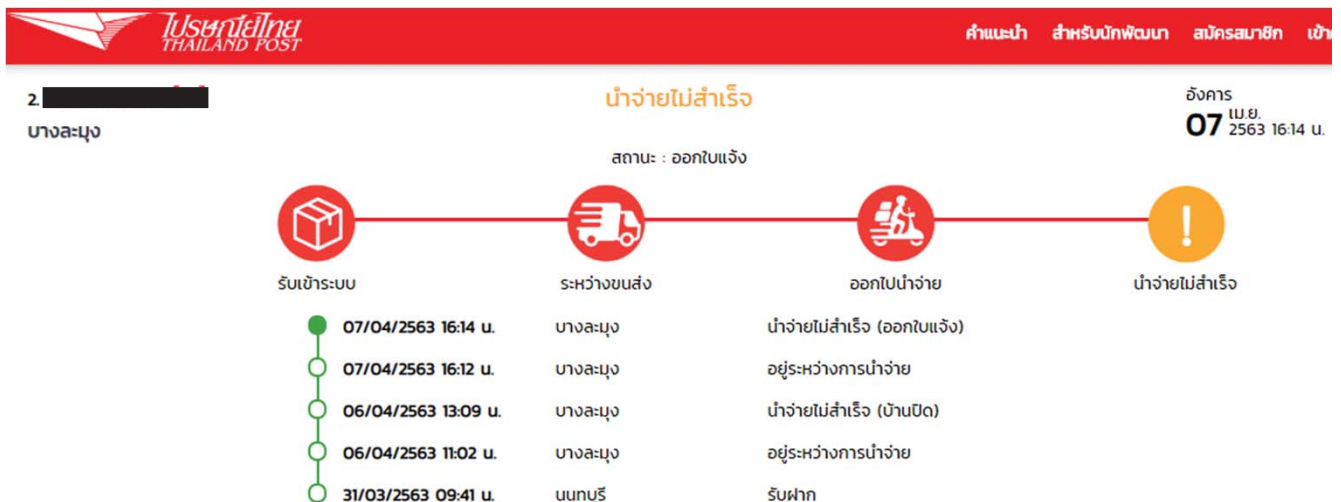 ไปรษณีย์ไทย
THAILAND POST
คำแนะนำ สำหรับนักพัฒนา สมัครสมาชิก
2.
บางละมุง
นำจ่ายไม่สำเร็จ
สถานะ : ออกใบแจ้ง
อังคาร
07 เม.ย. 2563 16:14 น.
รับเข้าระบบ ระหว่างขนส่ง ออกไปนำจ่าย นำจ่ายไม่สำเร็จ
07/04/2563 16:14 น. บางละมุง นำจ่ายไม่สำเร็จ (ออกใบแจ้ง)
07/04/2563 16:12 น. บางละมุง อยู่ระหว่างการนำจ่าย
06/04/2563 13:09 น. บางละมุง นำจ่ายไม่สำเร็จ (บ้านปิด)
06/04/2563 11:02 น. บางละมุง อยู่ระหว่างการนำจ่าย
31/03/2563 09:41 น. นนทบุรี รับฝาก